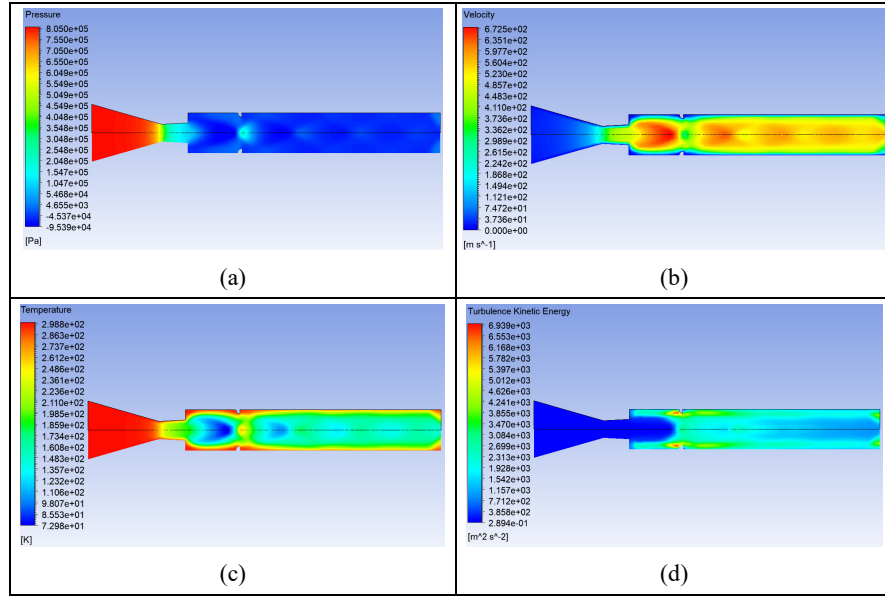 Pressure
8.050e+05
7.550e+05
7.050e+05
6.550e+05
6.049e+05
5.549e+05
5.049e+05
4.549e+05
4.048e+05
3.548e+05
3.048e+05
2.548e+05
2.048e+05
1.547e+05
1.047e+05
5.468e+04
4.655e+03
-4.537e+04
-9.539e+04
[Pa]
(a)
Velocity
6.725e+02
6.351e+02
5.977e+02
5.604e+02
5.230e+02
4.857e+02
4.483e+02
4.110e+02
3.736e+02
3.362e+02
2.989e+02
2.615e+02
2.242e+02
1.868e+02
1.494e+02
1.121e+02
7.472e+01
3.736e+01
0.000e+00
[m s^-1]
(b)
Temperature
2.988e+02
2.863e+02
2.737e+02
2.612e+02
2.486e+02
2.361e+02
2.236e+02
2.110e+02
1.985e+02
1.859e+02
1.734e+02
1.608e+02
1.483e+02
1.357e+02
1.232e+02
1.106e+02
9.807e+01
8.553e+01
7.298e+01
[K]
(c)
Turbulence Kinetic Energy
6.939e+03
6.553e+03
6.168e+03
5.782e+03
5.397e+03
5.012e+03
4.626e+03
4.241e+03
3.855e+03
3.470e+03
3.084e+03
2.699e+03
2.313e+03
1.928e+03
1.542e+03
1.157e+03
7.712e+02
3.858e+02
2.894e-01
[m^2 s^-2]
(d)